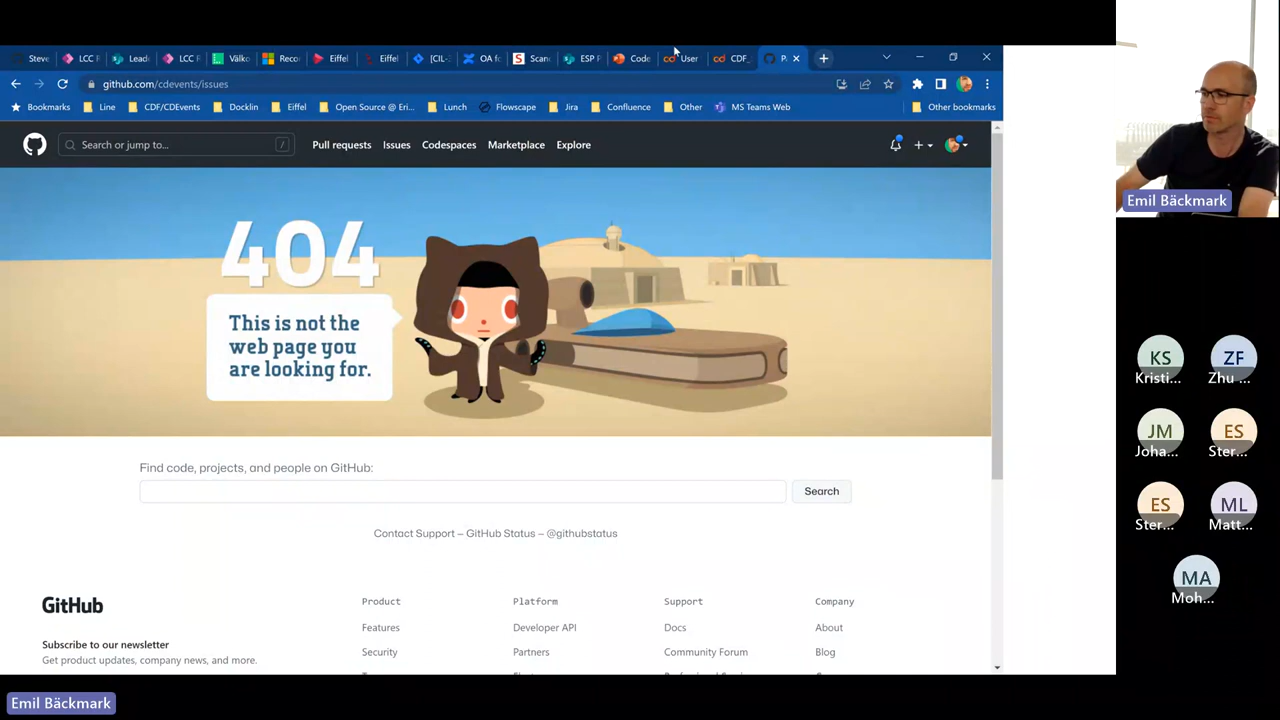 Steve
LCC F
Leade
LCC F
Välko
Reco
Eiffel
Eiffel
[CIL-
OA fo
Scan
ESP P
Code
User
CDF_
P.
github.com/cdevents/issues
Bookmarks
Line
CDF/CDEvents
Docklin
Eiffel
Open Source @ Eri...
Lunch
Flowscape
Jira
Confluence
Other
MS Teams Web
Other bookmarks
Search or jump to...
/
Pull requests
Issues
Codespaces
Marketplace
Explore
404
This is not the
web page you
are looking for.
Find code, projects, and people on GitHub:
Search
Contact Support — GitHub Status — @githubstatus
GitHub
Product
Platform
Support
Company
Subscribe to our newsletter
Features
Developer API
Docs
About
Get product updates, company news, and more.
Security
Partners
Community Forum
Blog
Emil Bäckmark
Emil Bäckmark
KS
Kristi...
ZF
Zhu ...
JM
Joha...
ES
Ster...
ES
Ster...
ML
Matt...
MA
Moh...